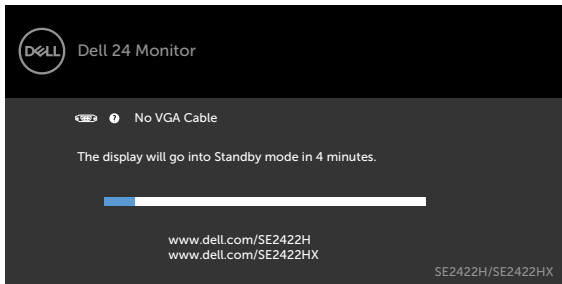 DELL
Dell 24 Monitor
? No VGA Cable
The display will go into Standby mode in 4 minutes.
www.dell.com/SE2422H
www.dell.com/SE2422HX
SE2422H/SE2422HX